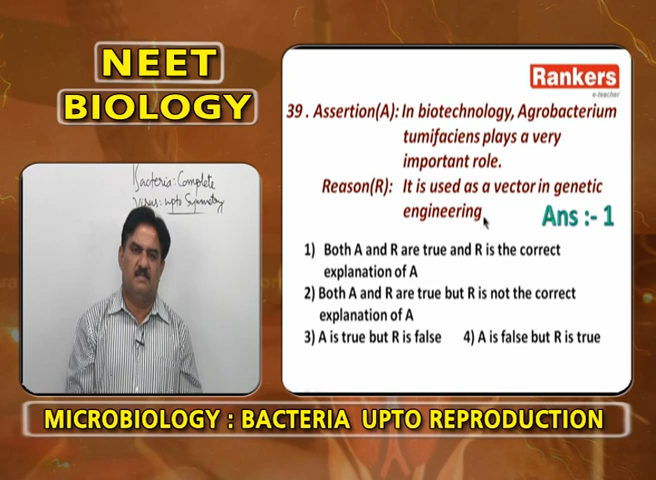 NEET
BIOLOGY
Bacteria: Complete
Virus: upto Symmetry
Rankers
e-teacher
39 . Assertion(A): In biotechnology, Agrobacterium
tumifaciens plays a very
important role.
Reason(R): It is used as a vector in genetic
engineering
Ans :- 1
1) Both A and R are true and R is the correct
explanation of A
2) Both A and R are true but R is not the correct
explanation of A
3) A is true but R is false 4) A is false but R is true
MICROBIOLOGY : BACTERIA UPTO REPRODUCTION